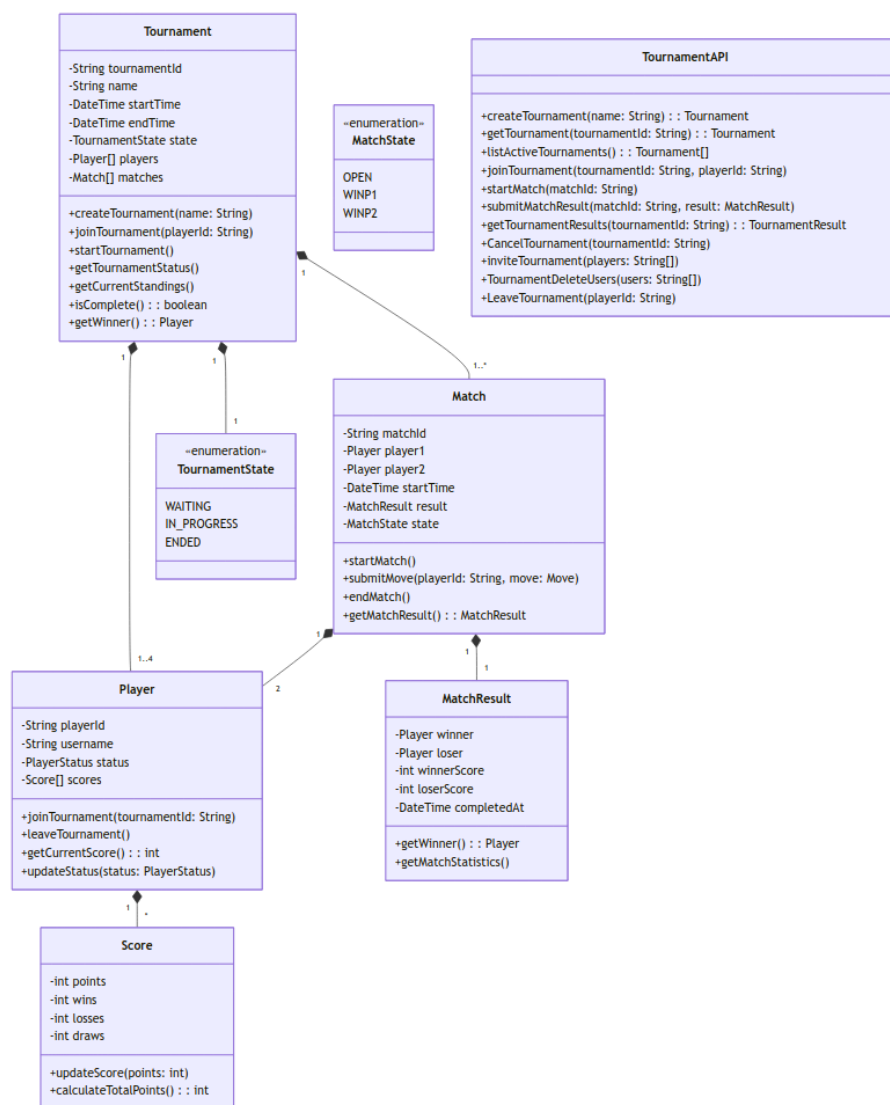 Tournament
-String tournamentId
-String name
-DateTime startTime
-DateTime endTime
-TournamentState state
-Player[] players
-Match[] matches
+createTournament(name: String)
+joinTournament(playerId: String)
+startTournament()
+getTournamentStatus()
+getCurrentStandings()
+isComplete() : : boolean
+getWinner() : : Player
«enumeration»
MatchState
OPEN
WINP1
WINP2
TournamentAPI
+createTournament(name: String) : : Tournament
+getTournament(tournamentId: String) : : Tournament
+listActiveTournaments() : : Tournament[]
+joinTournament(tournamentId: String, playerId: String)
+startMatch(matchId: String)
+submitMatchResult(matchId: String, result: MatchResult)
+getTournamentResults(tournamentId: String) : : TournamentResult
+CancelTournament(tournamentId: String)
+inviteTournament(players: String[])
+TournamentDeleteUsers(users: String[])
+LeaveTournament(playerId: String)
1
1
1
1..*
1
«enumeration»
TournamentState
WAITING
IN_PROGRESS
ENDED
Match
-String matchId
-Player player1
-Player player2
-DateTime startTime
-MatchResult result
-MatchState state
+startMatch()
+submitMove(playerId: String, move: Move)
+endMatch()
+getMatchResult() : : MatchResult
1
1
1..4
2
1
Player
-String playerId
-String username
-PlayerStatus status
-Score[] scores
+joinTournament(tournamentId: String)
+leaveTournament()
+getCurrentScore() : : int
+updateStatus(status: PlayerStatus)
MatchResult
-Player winner
-Player loser
-int winnerScore
-int loserScore
-DateTime completedAt
+getWinner() : : Player
+getMatchStatistics()
1
*
Score
-int points
-int wins
-int losses
-int draws
+updateScore(points: int)
+calculateTotalPoints() : : int